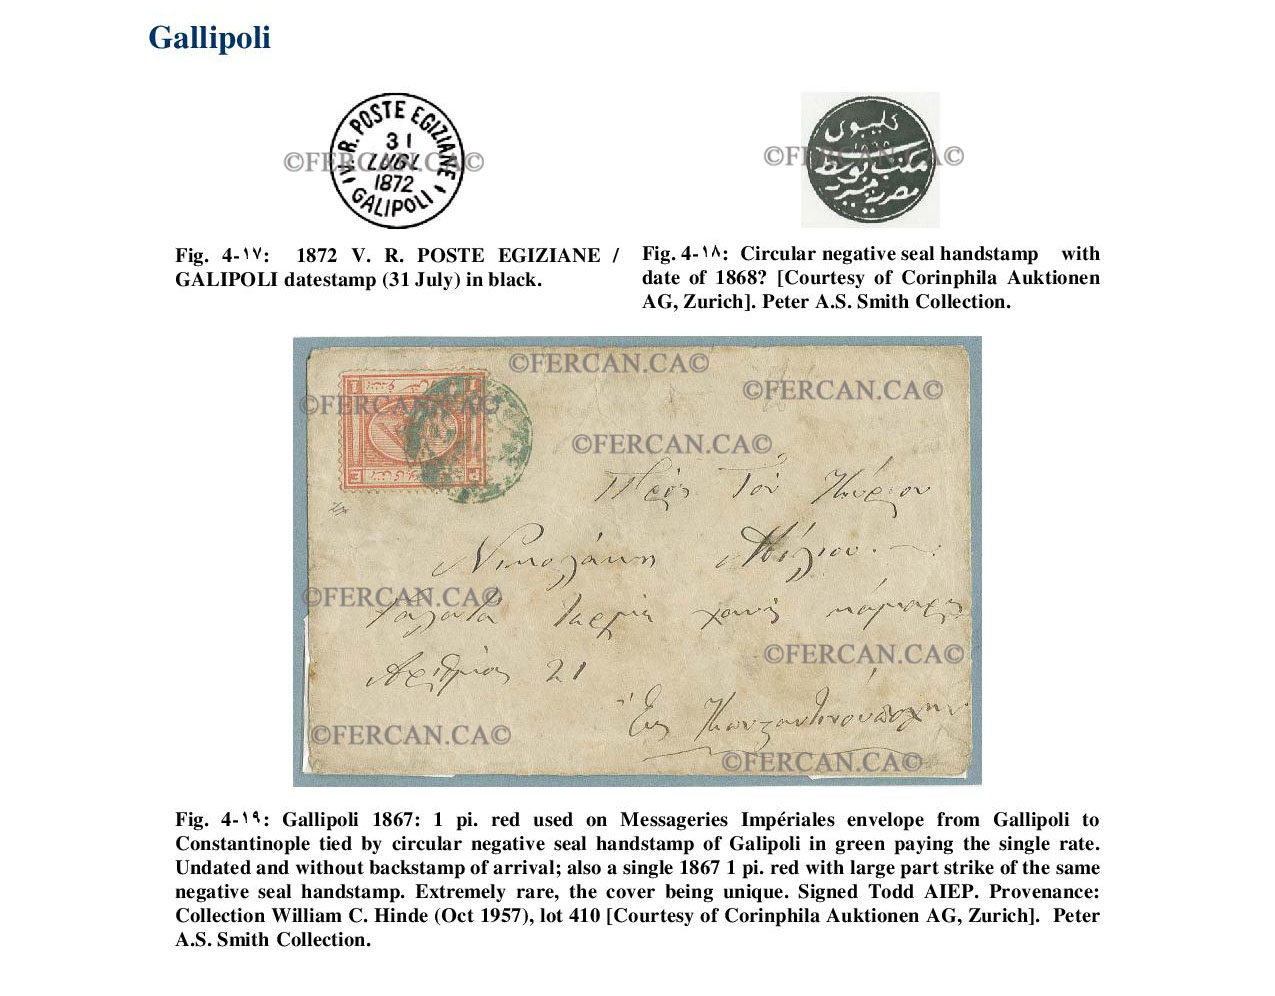 Gallipoli
V. R. POSTE EGIZIANE
31
LUGL
1872
GALIPOLI
©FERCAN.CA©
©FERCAN.CA©
Fig. 4-١٧: 1872 V. R. POSTE EGIZIANE /
GALIPOLI datestamp (31 July) in black.
Fig. 4-١٨: Circular negative seal handstamp with
date of 1868? [Courtesy of Corinphila Auktionen
AG, Zurich]. Peter A.S. Smith Collection.
©FERCAN.CA©
©FERCAN.CA©
©FERCAN.CA©
©FERCAN.CA©
Πρὸς Τὸν Κύριον
Νικολάκη
©FERCAN.CA©
Γαλατᾶ
©FERCAN.CA©
Ἀριθμὸς 21
Εἰς Κωνσταντινούπολην
©FERCAN.CA©
©FERCAN.CA©
Fig. 4-١٩: Gallipoli 1867: 1 pi. red used on Messageries Impériales envelope from Gallipoli to
Constantinople tied by circular negative seal handstamp of Galipoli in green paying the single rate.
Undated and without backstamp of arrival; also a single 1867 1 pi. red with large part strike of the same
negative seal handstamp. Extremely rare, the cover being unique. Signed Todd AIEP. Provenance:
Collection William C. Hinde (Oct 1957), lot 410 [Courtesy of Corinphila Auktionen AG, Zurich]. Peter
A.S. Smith Collection.